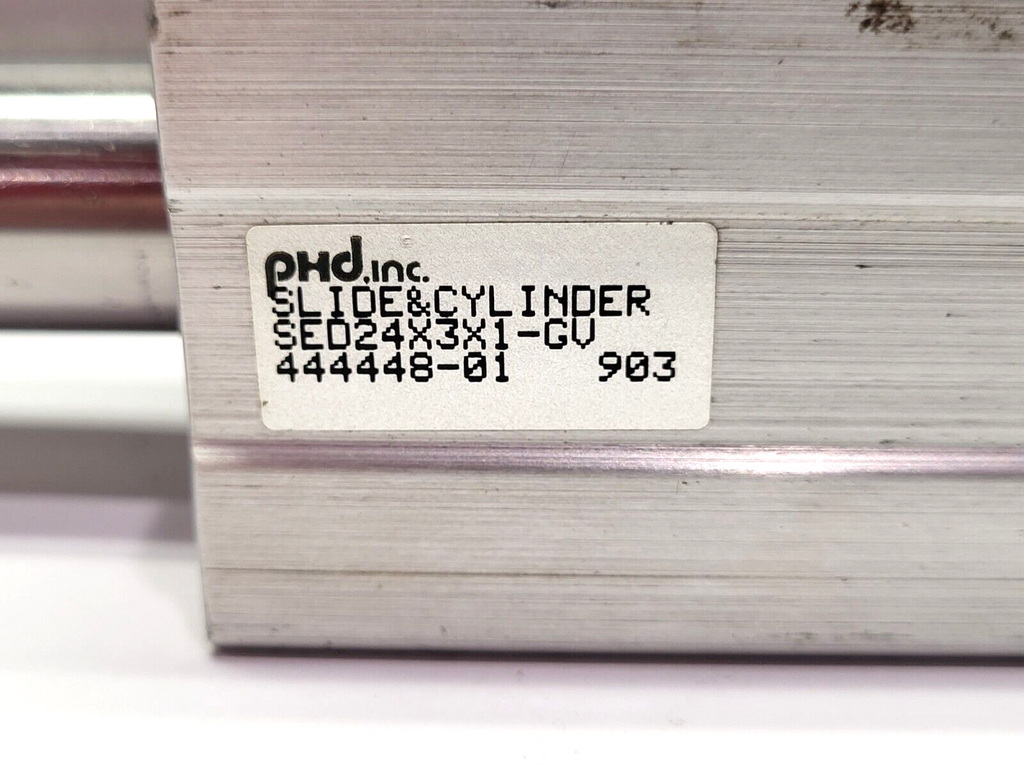 PHd, Inc.
SLIDE&CYLINDER
SED24X3X1-GV
444448-01 903